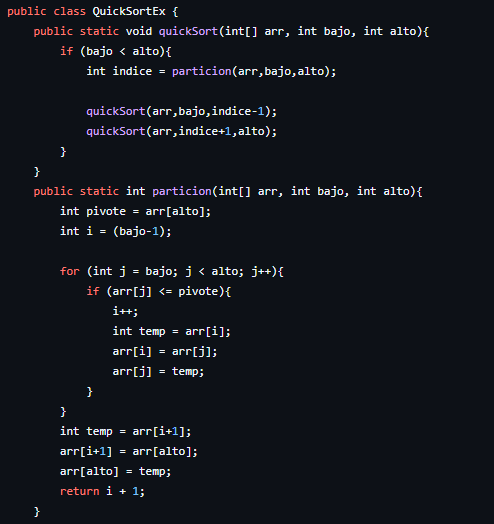 public class QuickSortEx {
    public static void quickSort(int[] arr, int bajo, int alto){
        if (bajo < alto){
            int indice = particion(arr,bajo,alto);

            quickSort(arr,bajo,indice-1);
            quickSort(arr,indice+1,alto);
        }
    }
    public static int particion(int[] arr, int bajo, int alto){
        int pivote = arr[alto];
        int i = (bajo-1);

        for (int j = bajo; j < alto; j++){
            if (arr[j] <= pivote){
                i++;
                int temp = arr[i];
                arr[i] = arr[j];
                arr[j] = temp;
            }
        }
        int temp = arr[i+1];
        arr[i+1] = arr[alto];
        arr[alto] = temp;
        return i + 1;
    }